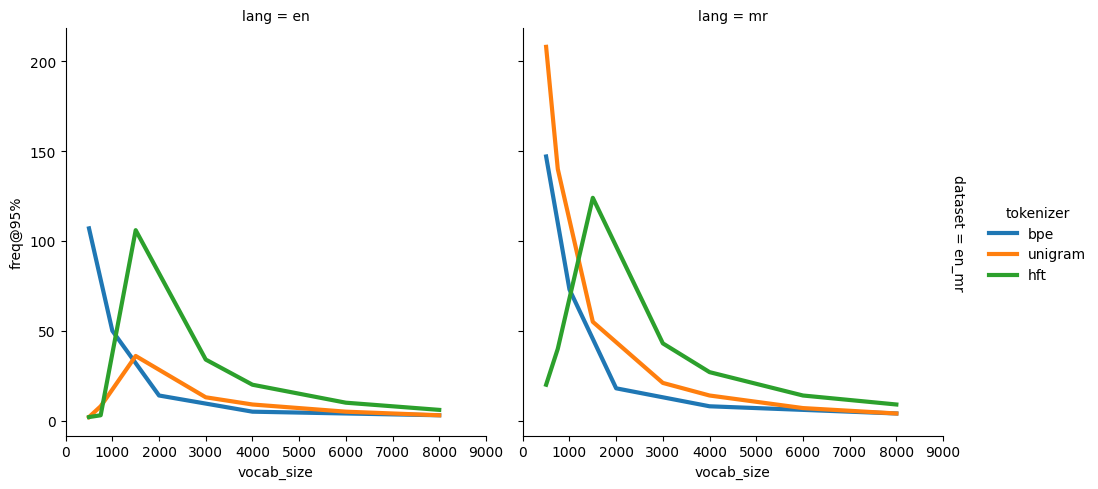 lang = en
lang = mr
200
150
100
50
0
freq@95%
0 1000 2000 3000 4000 5000 6000 7000 8000 9000
vocab_size
0 1000 2000 3000 4000 5000 6000 7000 8000 9000
vocab_size
dataset = en_mr
tokenizer
bpe
unigram
hft